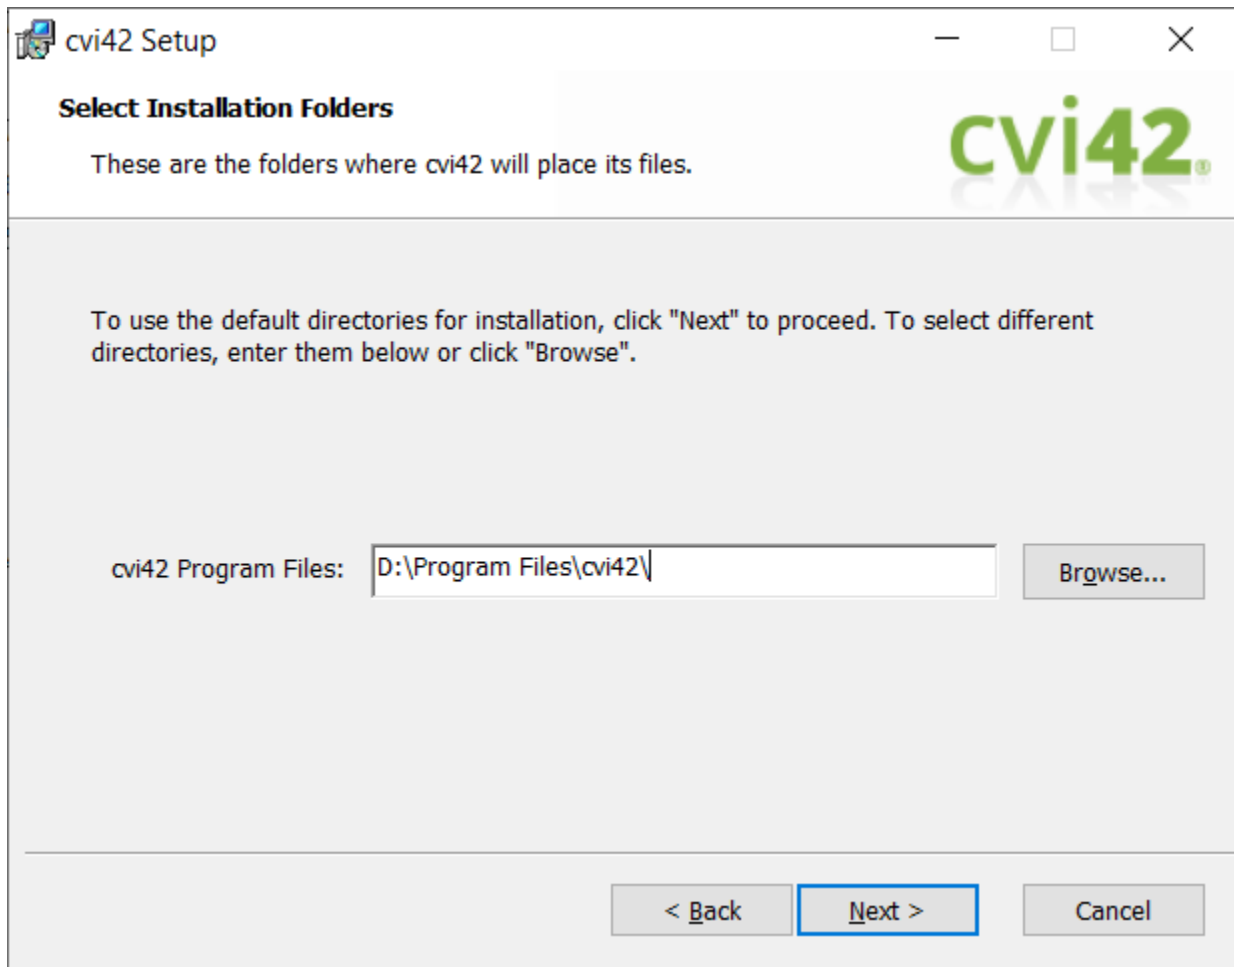 cvi42 Setup
Select Installation Folders
These are the folders where cvi42 will place its files.
cvi42®
To use the default directories for installation, click "Next" to proceed. To select different
directories, enter them below or click "Browse".
cvi42 Program Files:
D:\Program Files\cvi42\
Browse...
< Back
Next >
Cancel